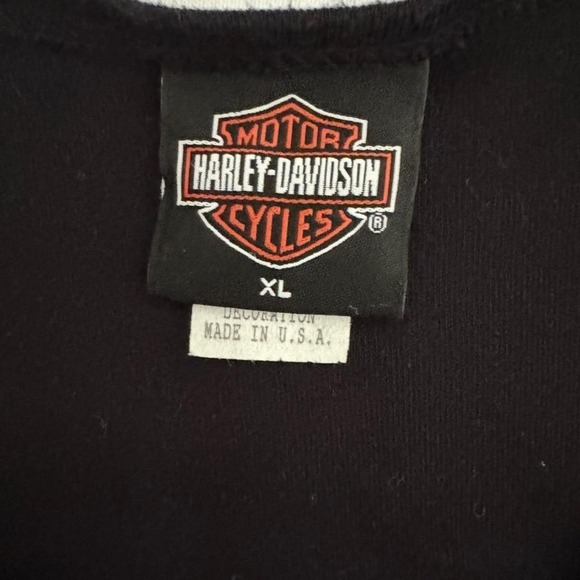 MOTOR
HARLEY-DAVIDSON
CYCLES
®
XL
DECORATION
MADE IN U.S.A.